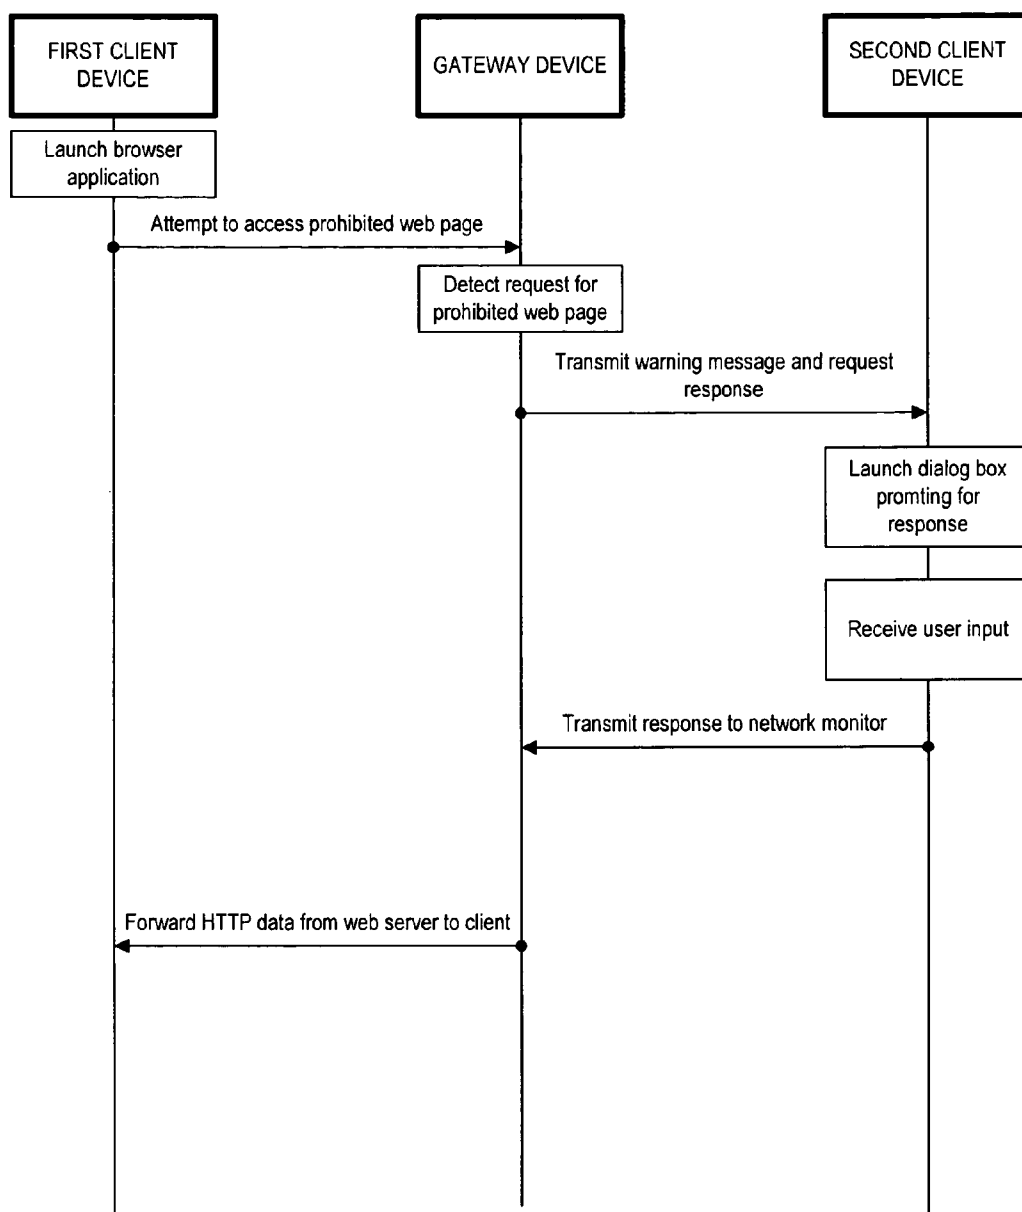 FIRST CLIENT
DEVICE
GATEWAY DEVICE
SECOND CLIENT
DEVICE
Launch browser
application
Attempt to access prohibited web page
Detect request for
prohibited web page
Transmit warning message and request
response
Launch dialog box
promting for
response
Receive user input
Transmit response to network monitor
Forward HTTP data from web server to client